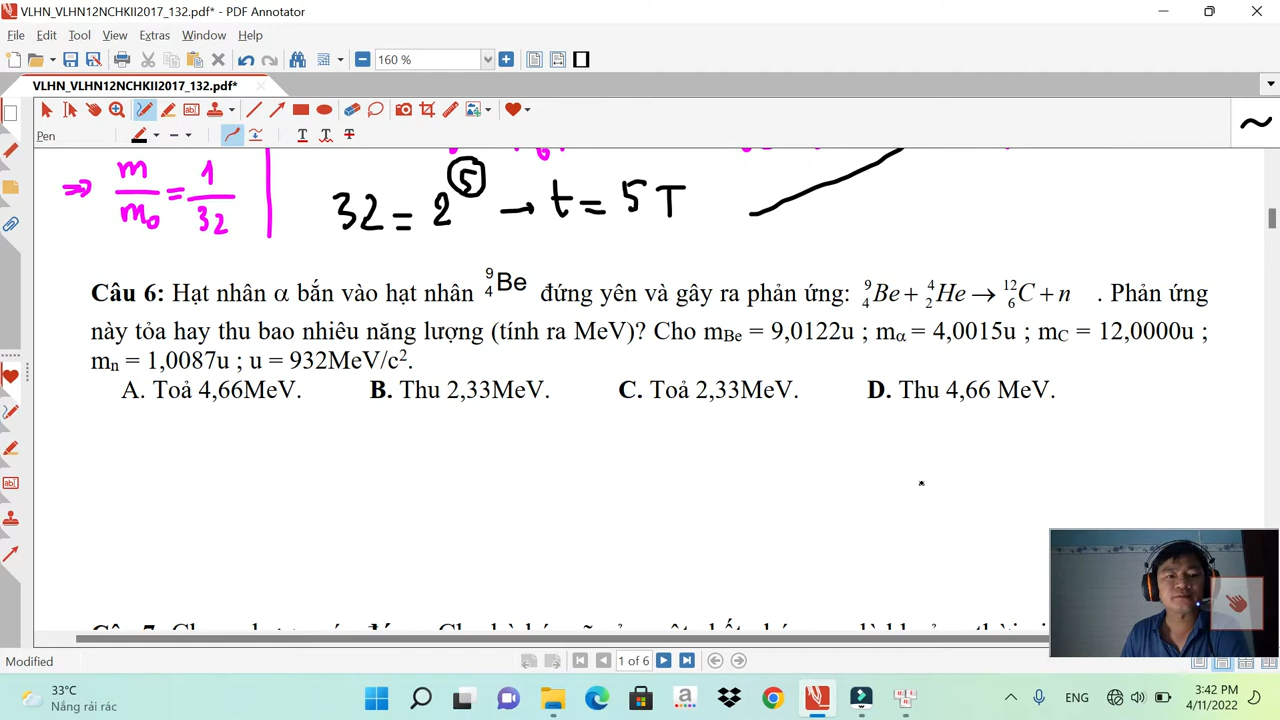 VLHN_VLHN12NCHKII2017_132.pdf* - PDF Annotator
File Edit Tool View Extras Window Help
160 %
VLHN_VLHN12NCHKII2017_132.pdf*
Pen
⇒ m/m₀ = 1/32
32 = 2⁵ → t = 5T
Câu 6: Hạt nhân α bắn vào hạt nhân ⁹₄Be đứng yên và gây ra phản ứng: ⁹₄Be + ⁴₂He → ¹²₆C + n . Phản ứng
này tỏa hay thu bao nhiêu năng lượng (tính ra MeV)? Cho mBe = 9,0122u ; mα = 4,0015u ; mC = 12,0000u ;
mn = 1,0087u ; u = 932MeV/c².
A. Toả 4,66MeV. B. Thu 2,33MeV. C. Toả 2,33MeV. D. Thu 4,66 MeV.
Modified
1 of 6
33°C
Nắng rải rác
ENG
3:42 PM
4/11/2022